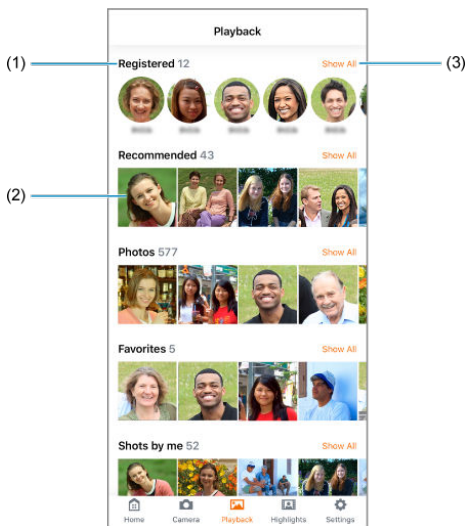 Playback
(1) Registered 12 Show All (3)
Recommended 43 Show All
(2)
Photos 577 Show All
Favorites 5 Show All
Shots by me 52 Show All
Home Camera Playback Highlights Settings